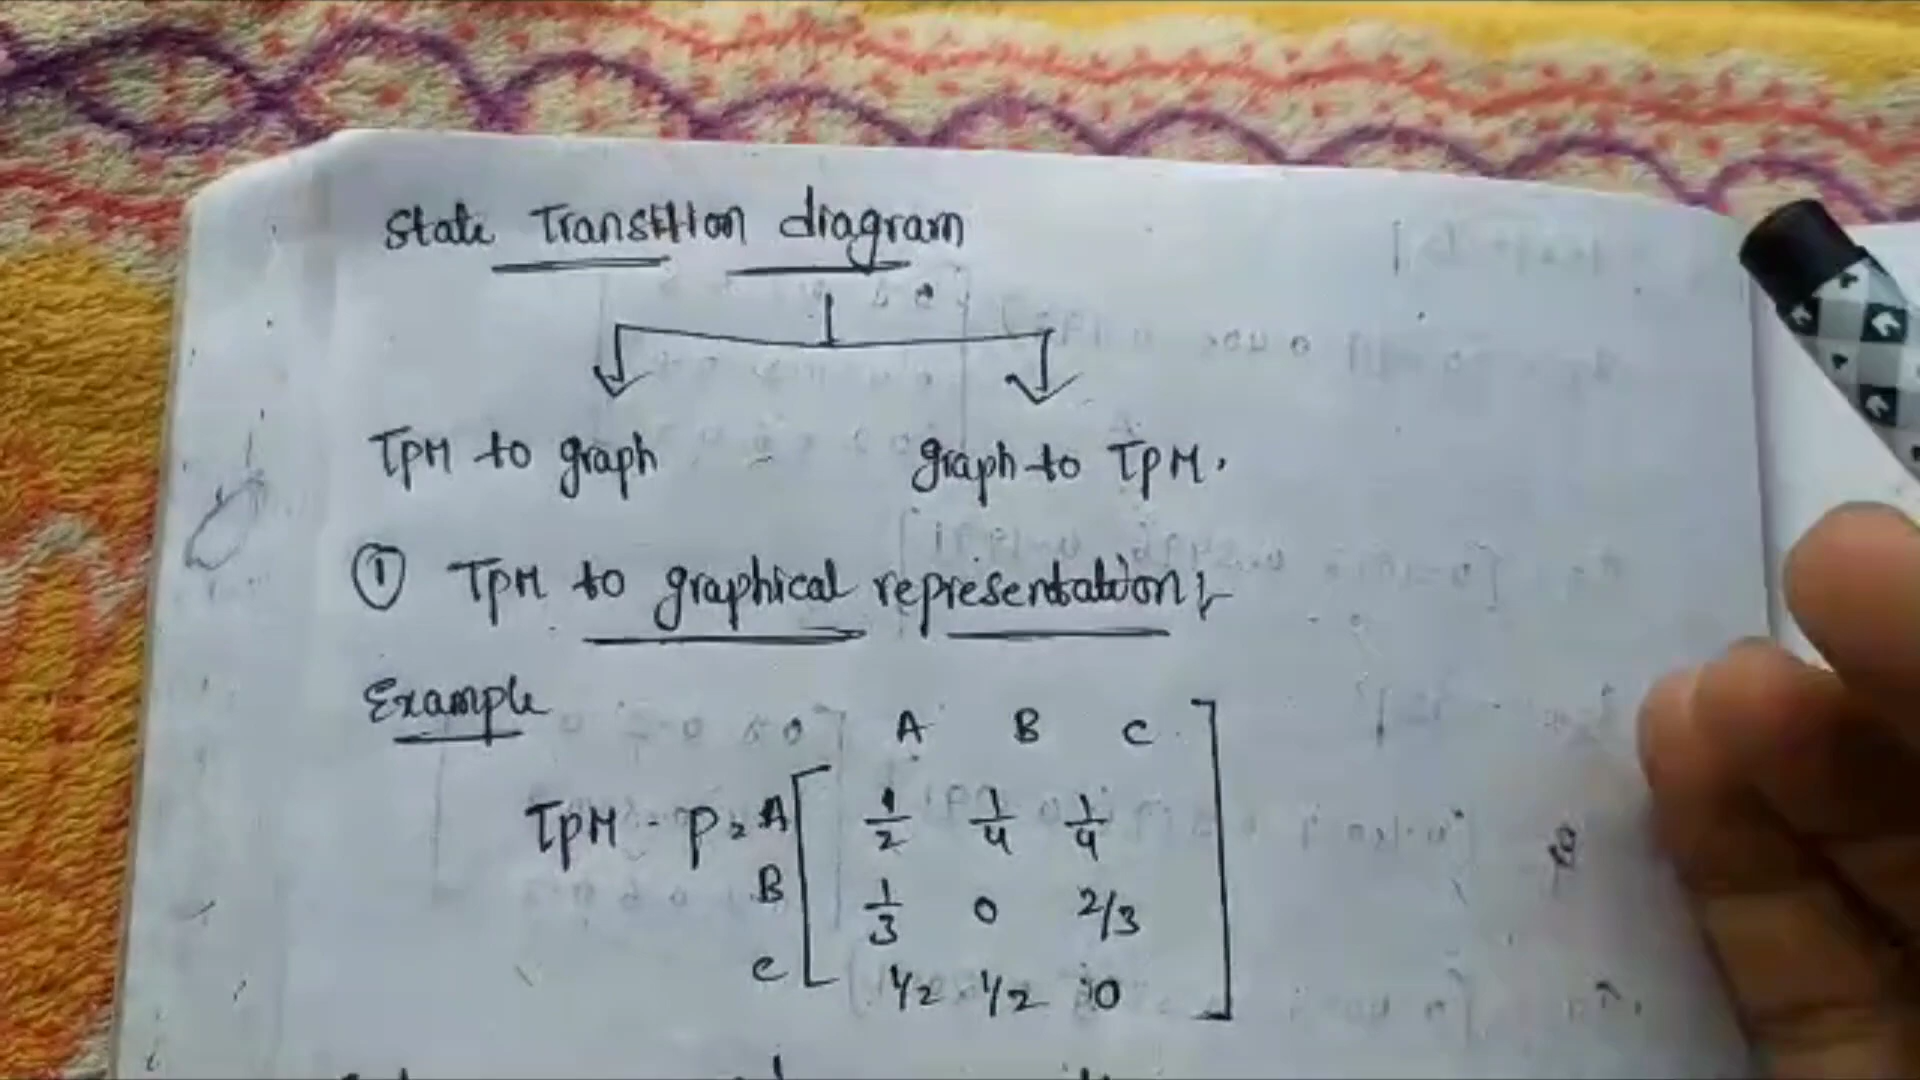 State Transition diagram
TPM to graph graph to TPM.
① TPM to graphical representation:-
Example
A B C
TPM - P = A 1/2 1/4 1/4
B 1/3 0 2/3
C 1/2 1/2 0